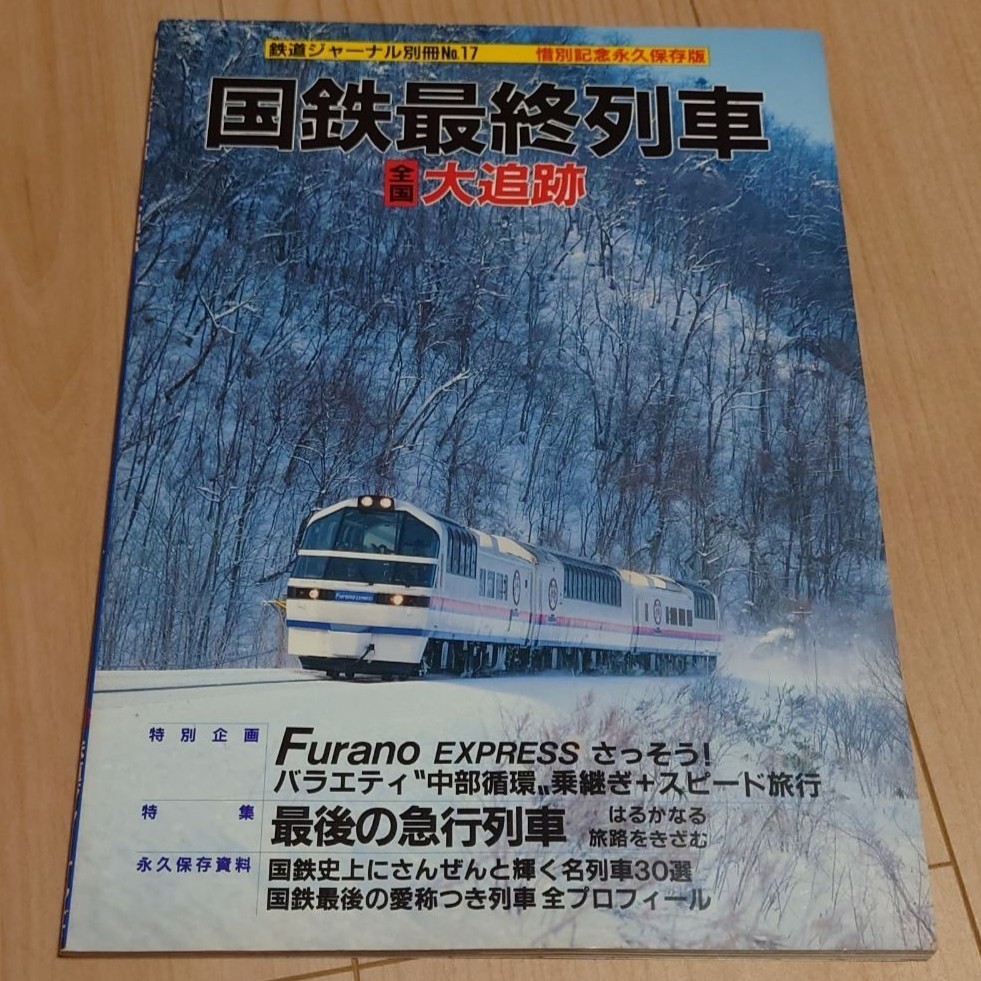 鉄道ジャーナル別冊No.17 惜別記念永久保存版
国鉄最終列車
全国大追跡
Furano EXPRESS
特別企画 Furano EXPRESS さっそう!
バラエティ〝中部循環〟乗継ぎ+スピード旅行
特集 最後の急行列車 はるかなる
旅路をきざむ
永久保存資料 国鉄史上にさんぜんと輝く名列車30選
国鉄最後の愛称つき列車 全プロフィール